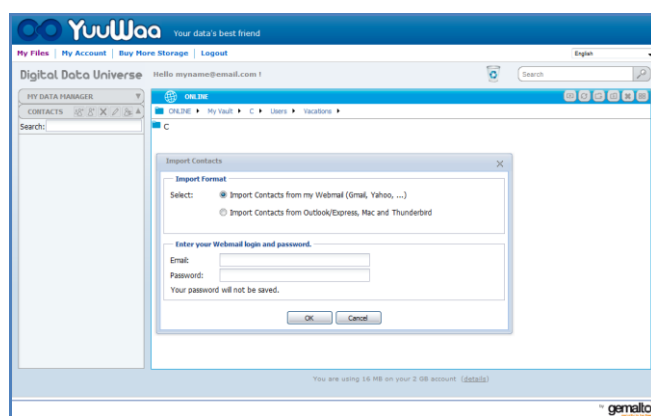 YuuWaa Your data's best friend
My Files | My Account | Buy More Storage | Logout English
Digital Data Universe Hello myname@email.com ! Search
MY DATA MANAGER ONLINE
CONTACTS ONLINE My Vault C Users Vacations
Search: C
Import Contacts
Import Format
Select: Import Contacts from my Webmail (Gmail, Yahoo, ...)
Import Contacts from Outlook/Express, Mac and Thunderbird
Enter your Webmail login and password.
Email:
Password:
Your password will not be saved.
OK Cancel
You are using 16 MB on your 2 GB account (details)
by gemalto